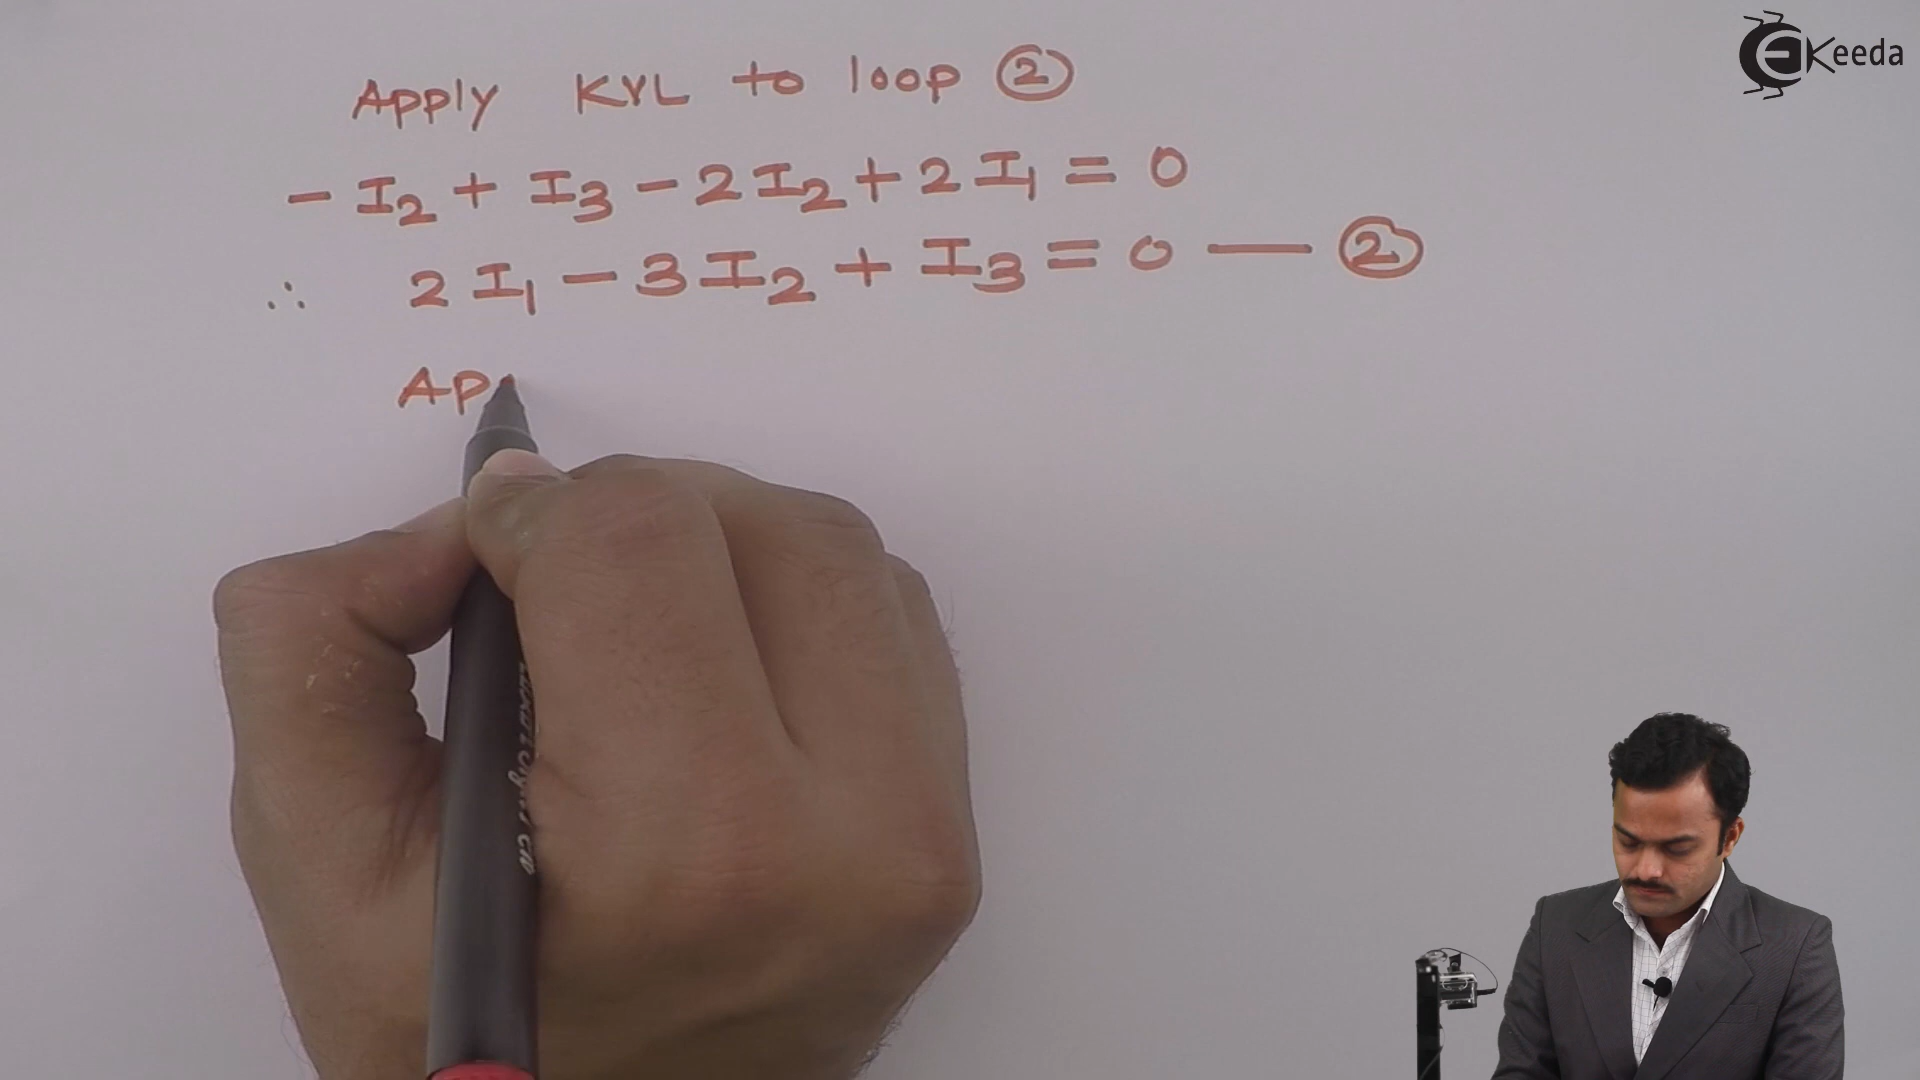 Apply KVL to loop ②
- I₂ + I₃ - 2I₂ + 2I₁ = 0
∴ 2I₁ - 3I₂ + I₃ = 0 — ②
Ap
EKeeda